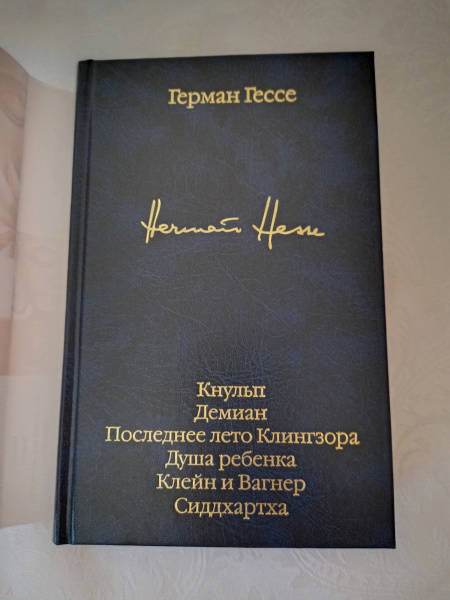 Герман Гессе
Hermann Hesse
Кнульп
Демиан
Последнее лето Клингзора
Душа ребенка
Клейн и Вагнер
Сиддхартха